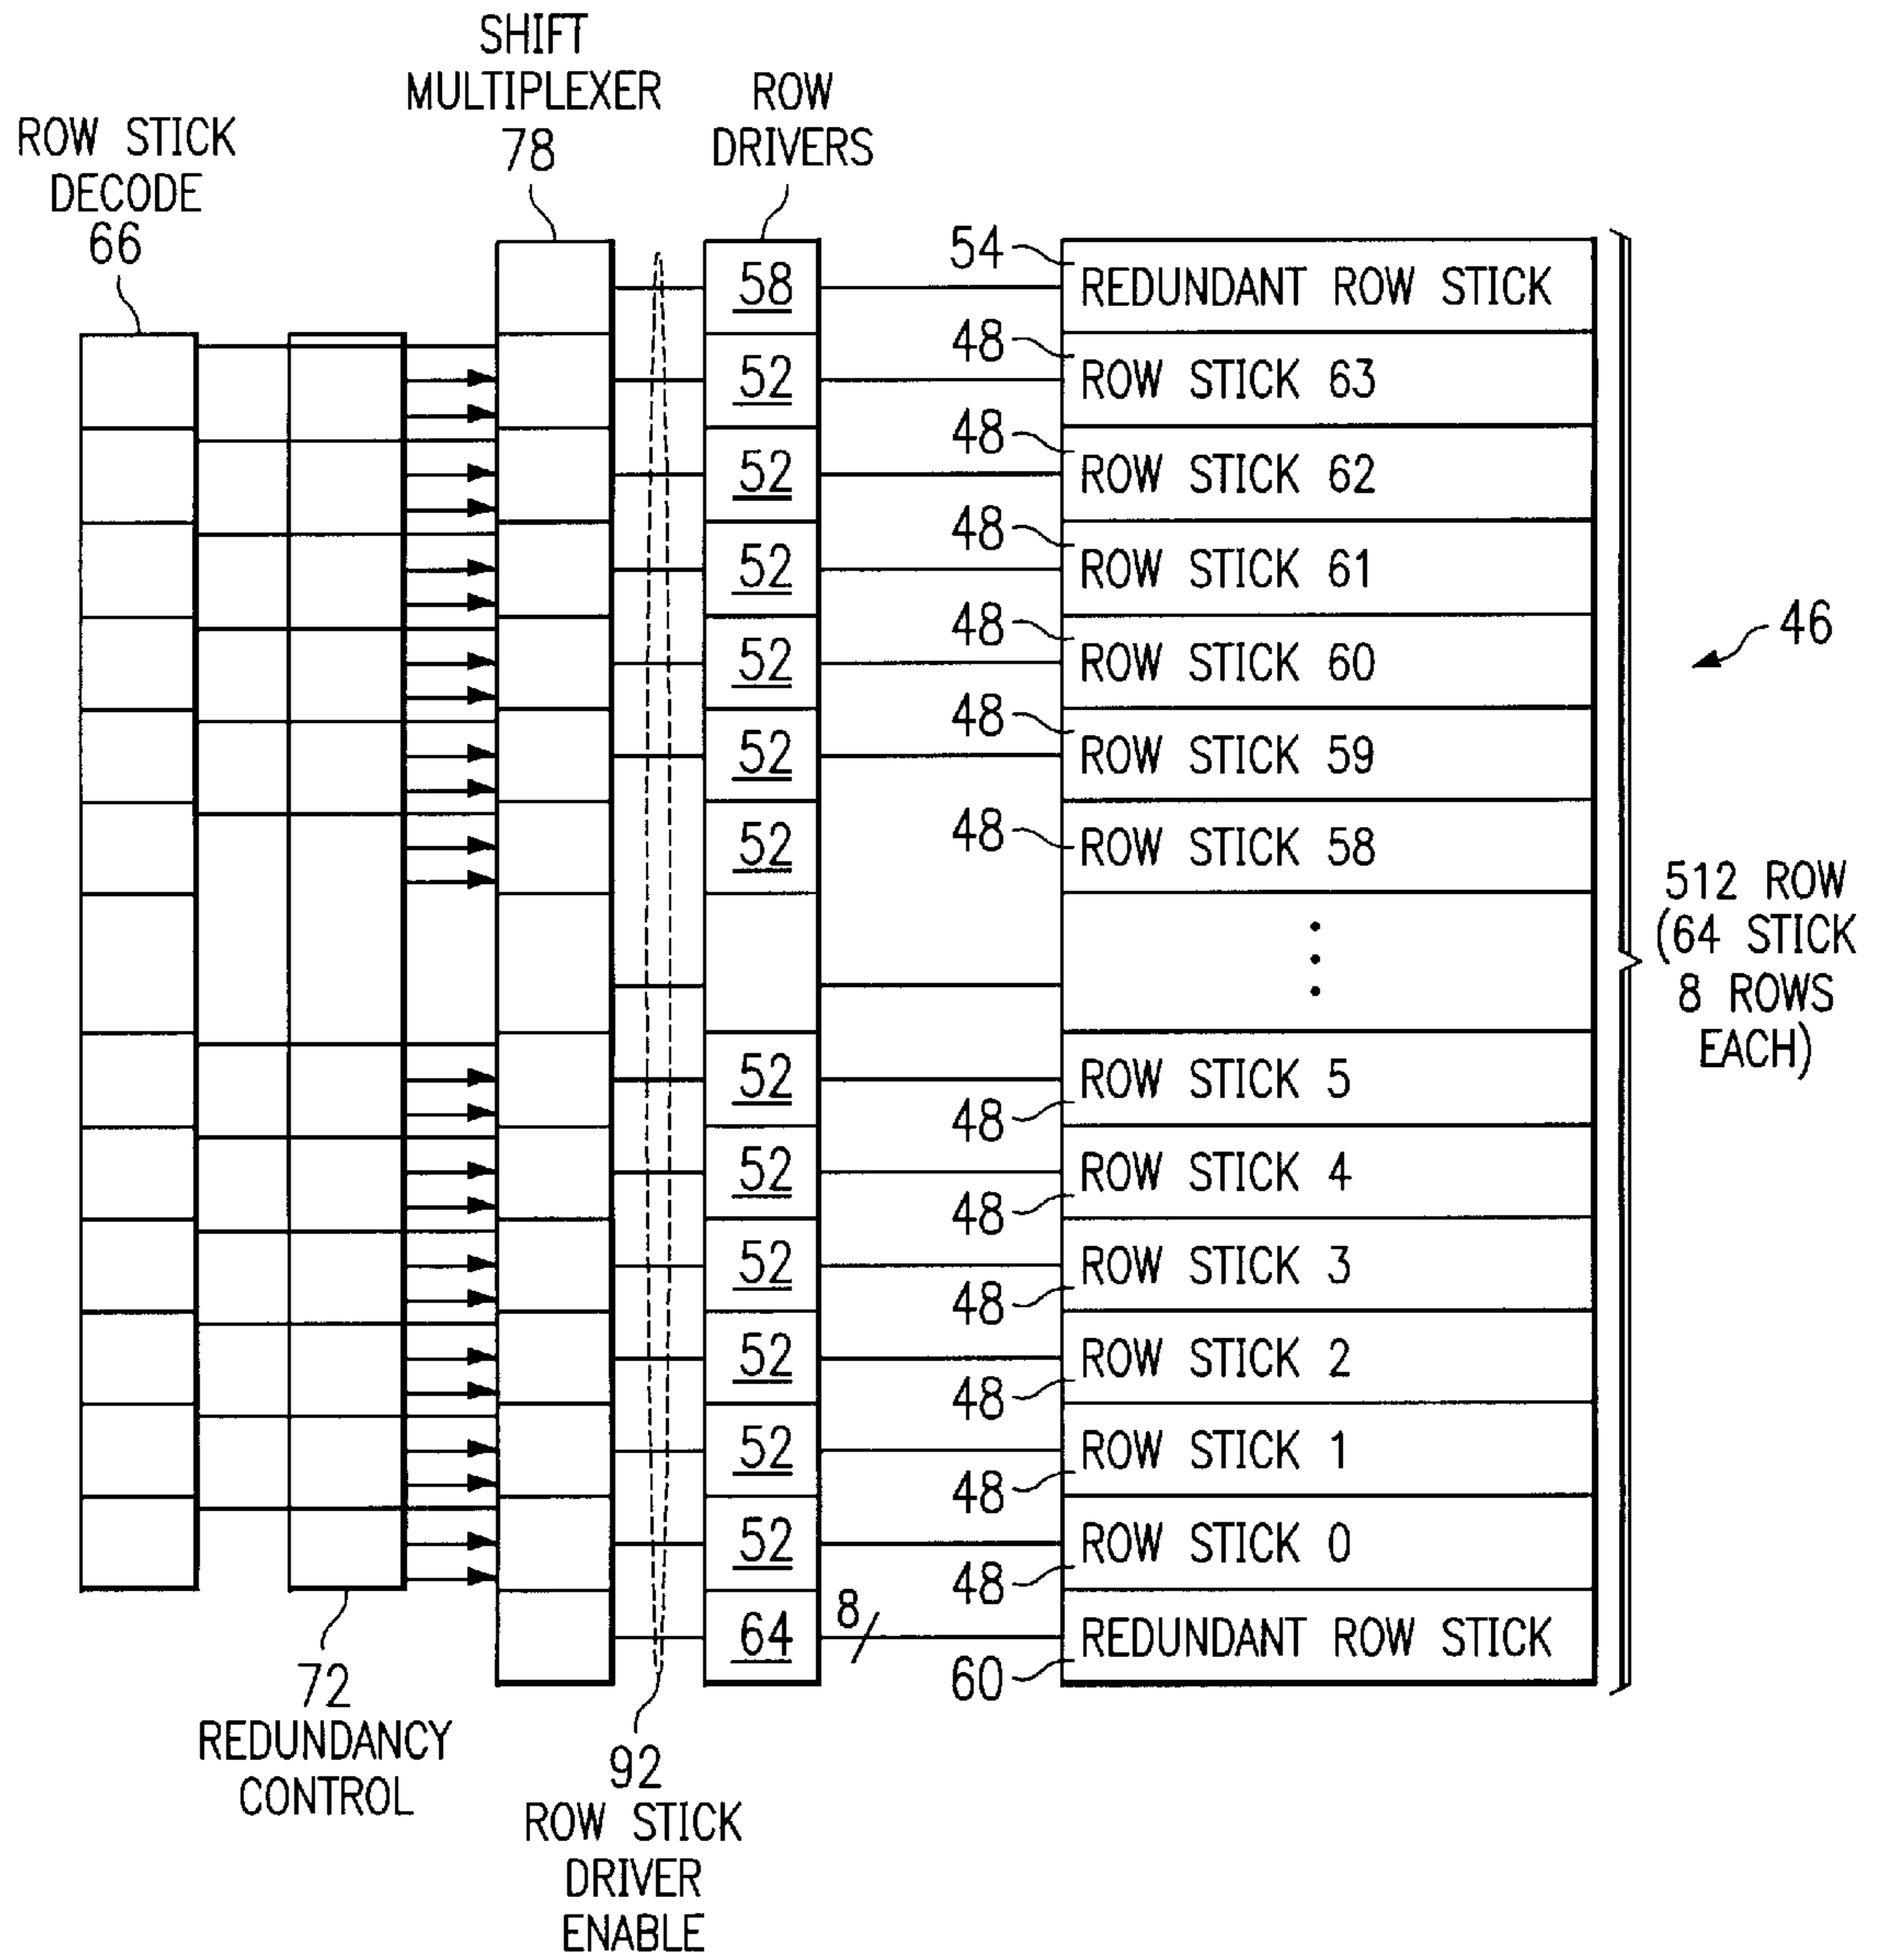 SHIFT
MULTIPLEXER
78
ROW
DRIVERS
ROW STICK
DECODE
66
58
54
REDUNDANT ROW STICK
52
48
ROW STICK 63
52
48
ROW STICK 62
52
48
ROW STICK 61
52
48
ROW STICK 60
46
52
48
ROW STICK 59
52
48
ROW STICK 58
512 ROW
(64 STICK
8 ROWS
EACH)
52
ROW STICK 5
48
52
ROW STICK 4
48
52
ROW STICK 3
48
52
ROW STICK 2
48
52
ROW STICK 1
48
52
ROW STICK 0
48
64
8
REDUNDANT ROW STICK
60
72
REDUNDANCY
CONTROL
92
ROW STICK
DRIVER
ENABLE